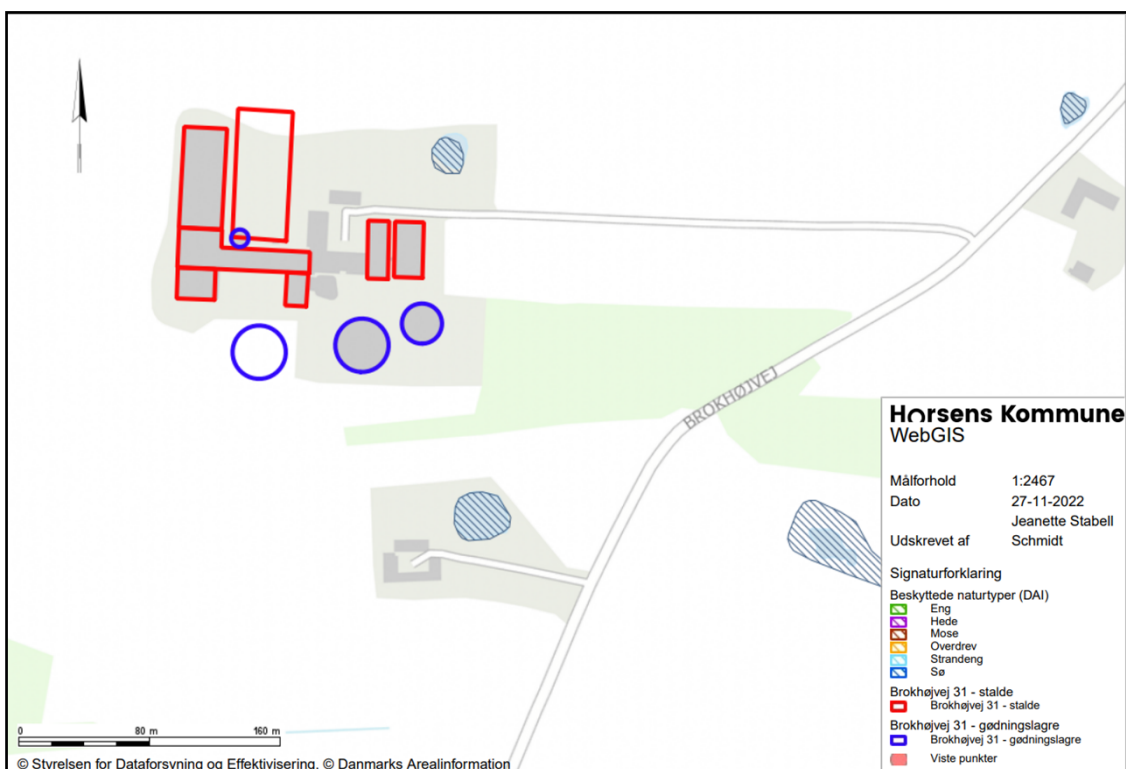 BROKHØJVEJ
Horsens Kommune
WebGIS
Målforhold 1:2467
Dato 27-11-2022
Jeanette Stabell
Udskrevet af Schmidt
Signaturforklaring
Beskyttede naturtyper (DAI)
Eng
Hede
Mose
Overdrev
Strandeng
Sø
Brokhøjvej 31 - stalde
Brokhøjvej 31 - stalde
Brokhøjvej 31 - gødningslagre
Brokhøjvej 31 - gødningslagre
Viste punkter
0 80 m 160 m
© Styrelsen for Dataforsyning og Effektivisering, © Danmarks Arealinformation